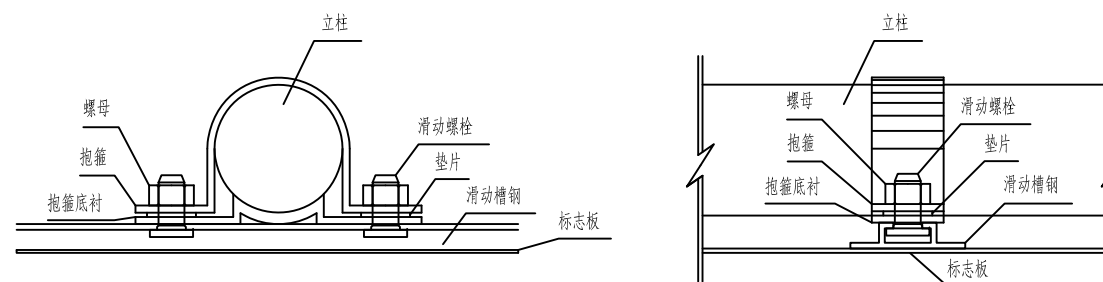 立柱
螺母
滑动螺栓
抱箍
垫片
抱箍底衬
滑动槽钢
标志板
立柱
螺母
滑动螺栓
抱箍
垫片
抱箍底衬
滑动槽钢
标志板